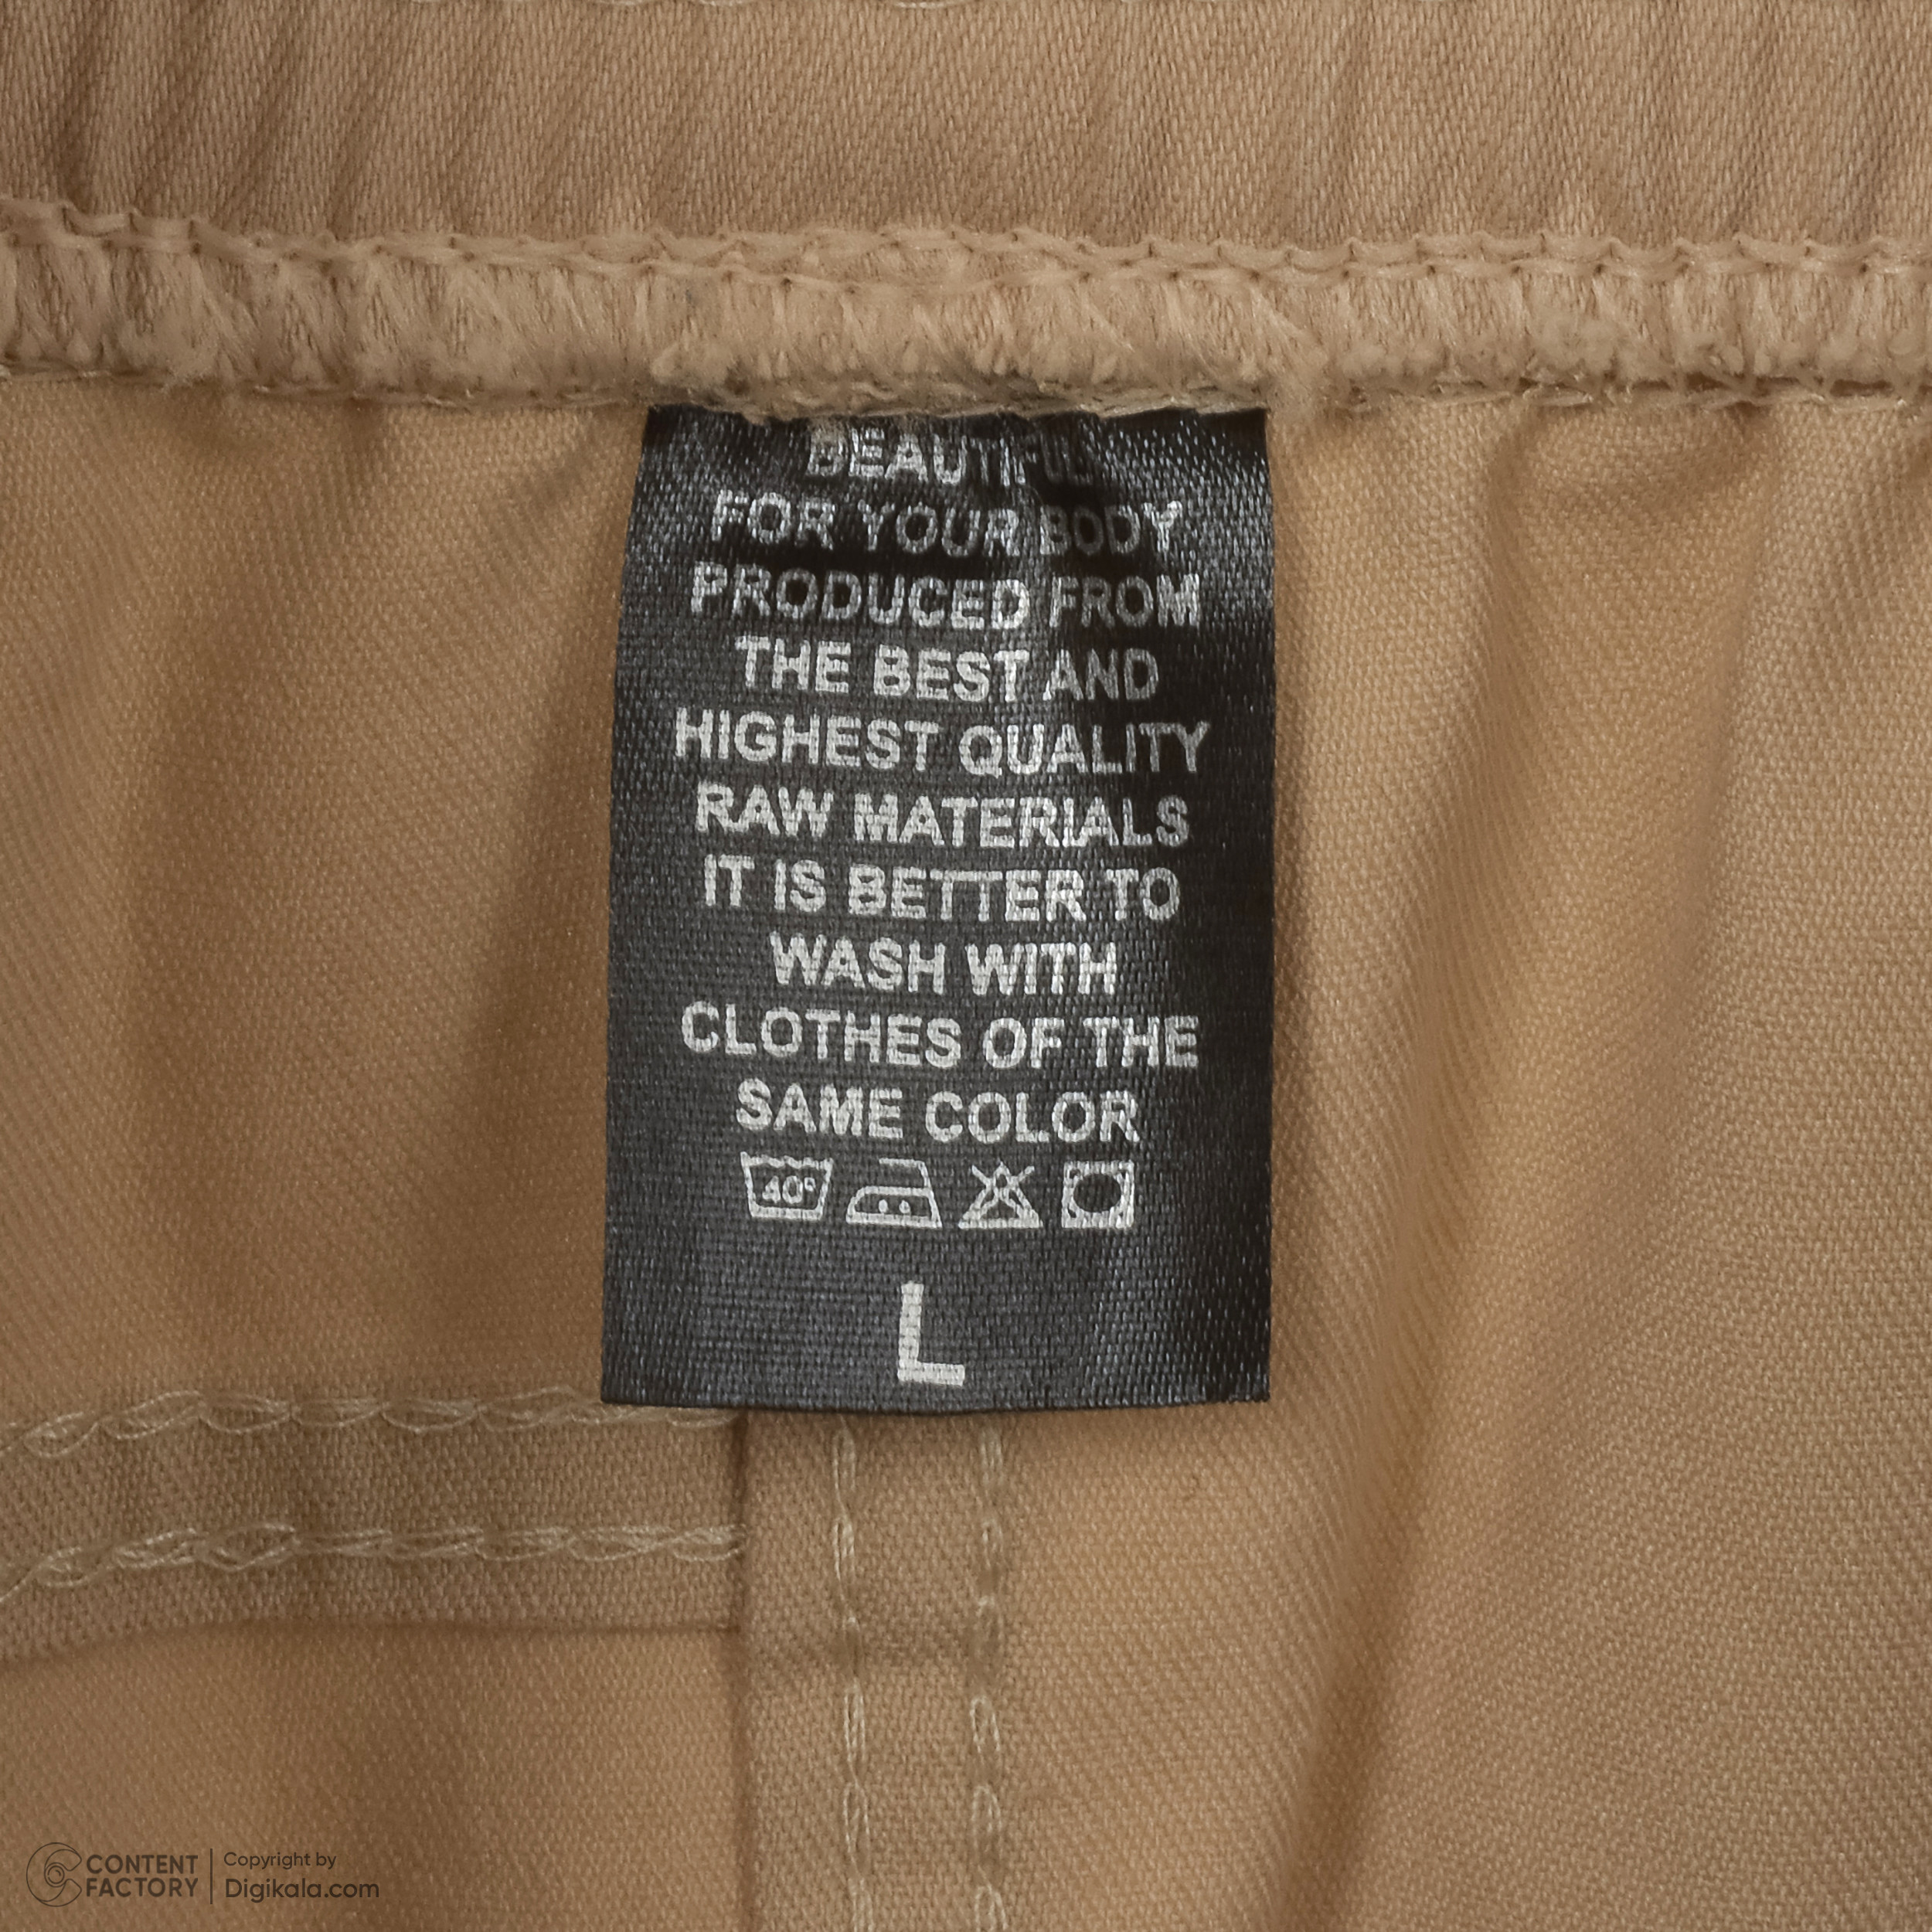 BEAUTIFUL
FOR YOUR BODY
PRODUCED FROM
THE BEST AND
HIGHEST QUALITY
RAW MATERIALS
IT IS BETTER TO
WASH WITH
CLOTHES OF THE
SAME COLOR
40°
L
CONTENT
FACTORY
Copyright by
Digikala.com